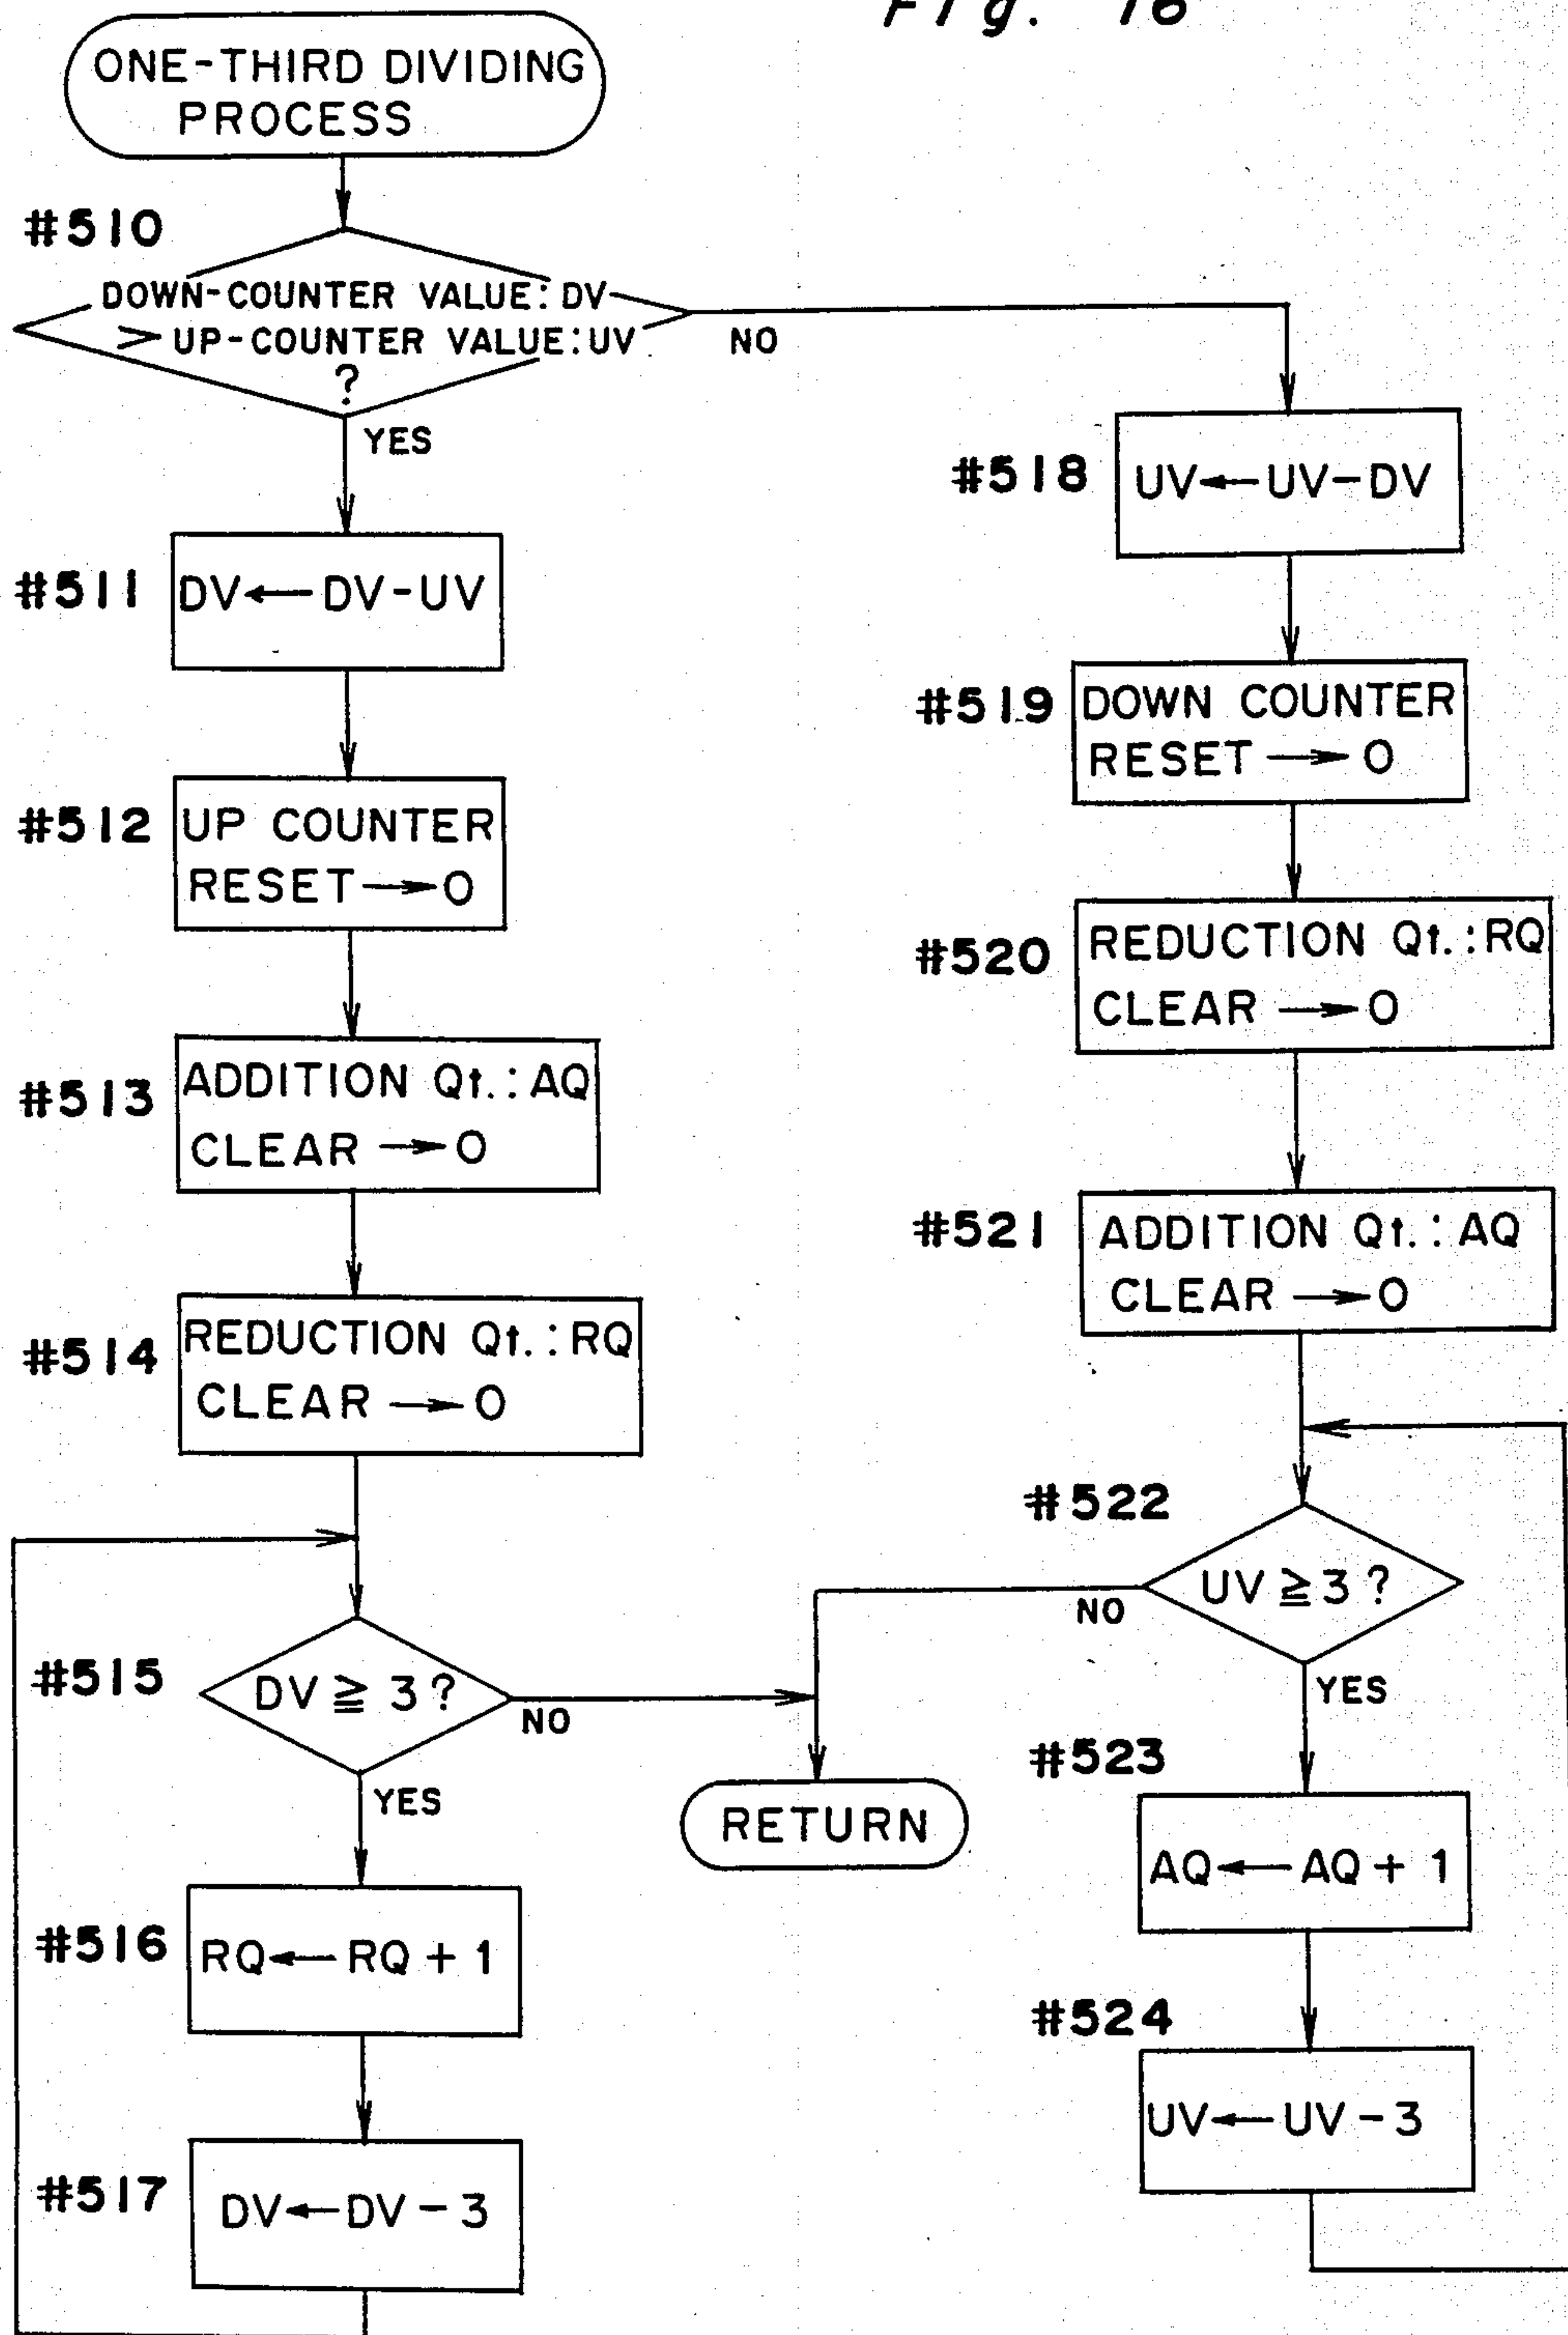 Fig. 16
ONE-THIRD DIVIDING
PROCESS
#510
DOWN-COUNTER VALUE: DV
> UP-COUNTER VALUE: UV
?
NO
YES
#511
DV←DV-UV
#512
UP COUNTER
RESET→0
#513
ADDITION Qt.: AQ
CLEAR→0
#514
REDUCTION Qt.: RQ
CLEAR→0
#515
DV ≧ 3?
NO
YES
#516
RQ←RQ + 1
#517
DV←DV - 3
RETURN
#518
UV←UV-DV
#519
DOWN COUNTER
RESET→0
#520
REDUCTION Qt.: RQ
CLEAR→0
#521
ADDITION Qt.: AQ
CLEAR→0
#522
UV ≧ 3?
NO
YES
#523
AQ←AQ + 1
#524
UV←UV - 3